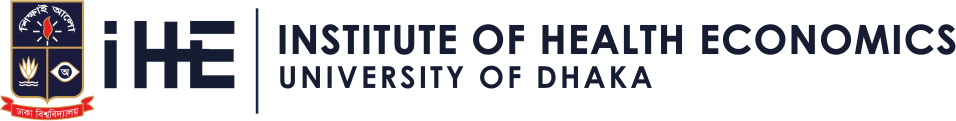 শিক্ষাই আলো
অ
ঢাকা বিশ্ববিদ্যালয়
iHE
INSTITUTE OF HEALTH ECONOMICS
UNIVERSITY OF DHAKA